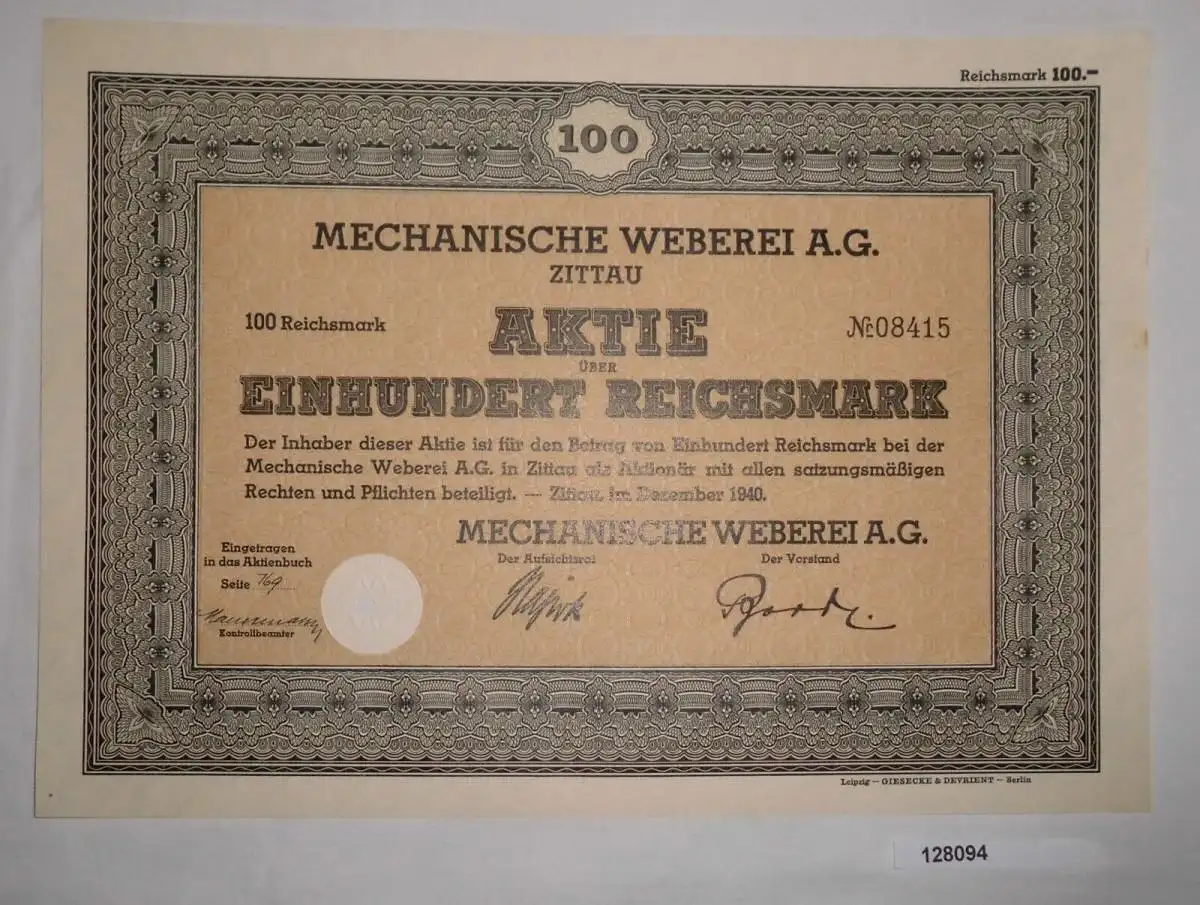 Reichsmark 100.–
100
MECHANISCHE WEBEREI A.G.
ZITTAU
100 Reichsmark
AKTIE
№ 08415
ÜBER
EINHUNDERT REICHSMARK
Der Inhaber dieser Aktie ist für den Betrag von Einhundert Reichsmark bei der
Mechanische Weberei A.G. in Zittau als Aktionär mit allen satzungsmäßigen
Rechten und Pflichten beteiligt. — Zittau, im Dezember 1940.
MECHANISCHE WEBEREI A.G.
Der Aufsichtsrat
Der Vorstand
Eingetragen
in das Aktienbuch
Seite 769
Kontrollbeamter
Leipzig — GIESECKE & DEVRIENT — Berlin
128094